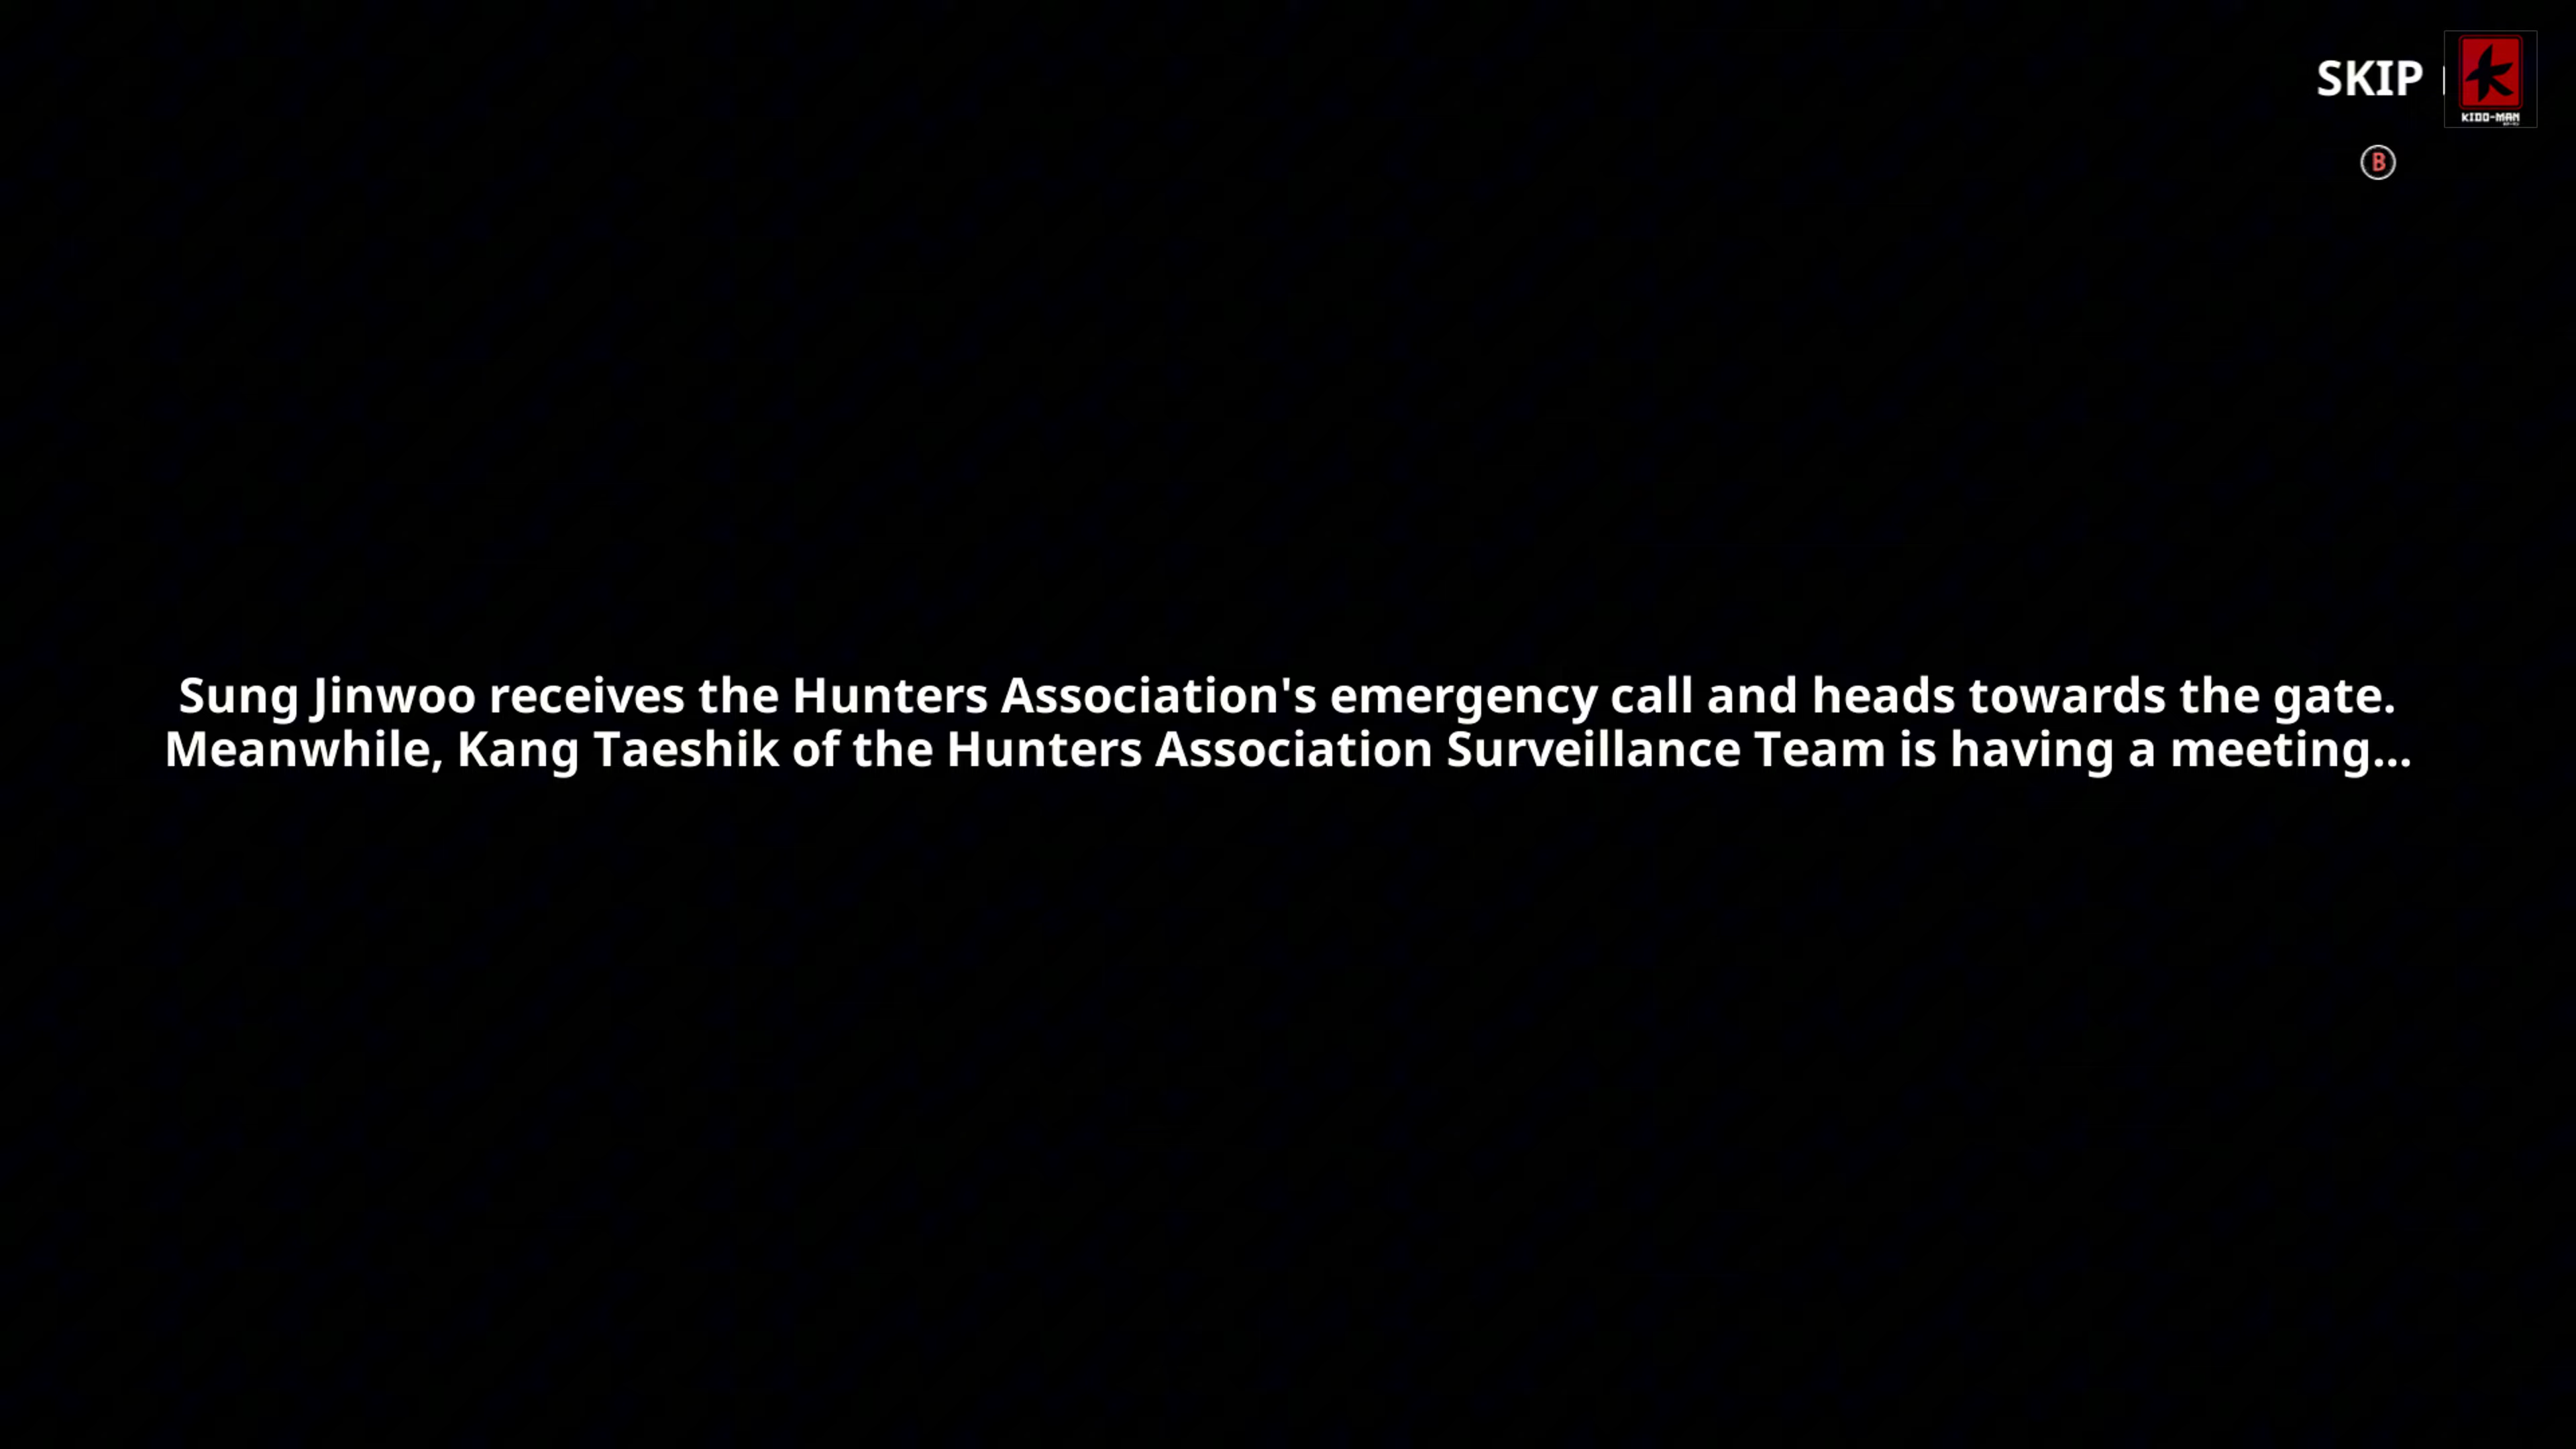 SKIP
KIDO-MAN
B
Sung Jinwoo receives the Hunters Association's emergency call and heads towards the gate.
Meanwhile, Kang Taeshik of the Hunters Association Surveillance Team is having a meeting...